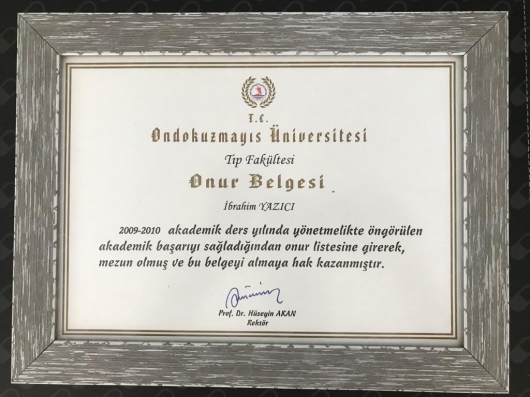 T.C.
Ondokuzmayıs Üniversitesi
Tıp Fakültesi
Onur Belgesi
İbrahim YAZICI
2009-2010 akademik ders yılında yönetmelikte öngörülen
akademik başarıyı sağladığından onur listesine girerek,
mezun olmuş ve bu belgeyi almaya hak kazanmıştır.
Prof. Dr. Hüseyin AKAN
Rektör